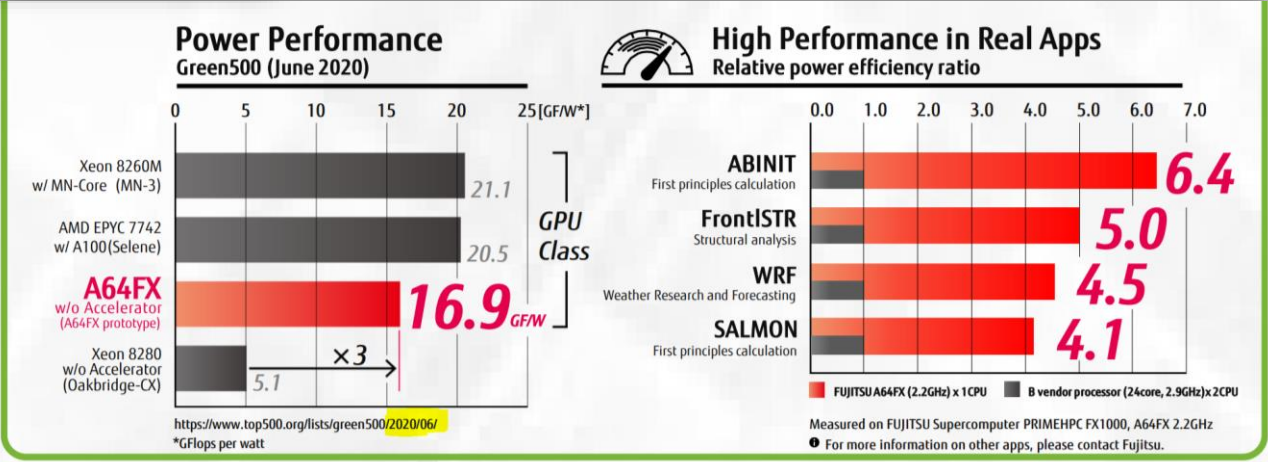 Power Performance
Green500 (June 2020)
0 5 10 15 20 25 [GF/W*]
Xeon 8260M
w/ MN-Core (MN-3)
21.1
AMD EPYC 7742
w/ A100(Selene)
20.5
GPU
Class
A64FX
w/o Accelerator
(A64FX prototype)
16.9 GF/W
Xeon 8280
w/o Accelerator
(Oakbridge-CX)
5.1
×3
https://www.top500.org/lists/green500/2020/06/
*GFlops per watt
High Performance in Real Apps
Relative power efficiency ratio
0.0 1.0 2.0 3.0 4.0 5.0 6.0 7.0
ABINIT
First principles calculation
6.4
FrontISTR
Structural analysis
5.0
WRF
Weather Research and Forecasting
4.5
SALMON
First principles calculation
4.1
FUJITSU A64FX (2.2GHz) x 1CPU
B vendor processor (24core, 2.9GHz)x 2CPU
Measured on FUJITSU Supercomputer PRIMEHPC FX1000, A64FX 2.2GHz
For more information on other apps, please contact Fujitsu.